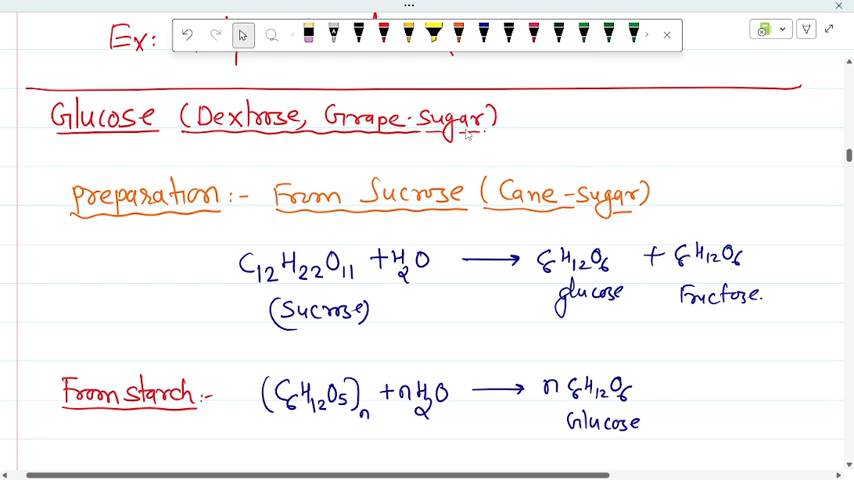 Ex:
Glucose (Dextrose, Grape-sugar)
Preparation:- From Sucrose (Cane-sugar)
C12H22O11 + H2O ⟶ C6H12O6 + C6H12O6
(Sucrose) glucose Fructose.
From starch:- (C6H12O5)n + nH2O ⟶ n C6H12O6
Glucose